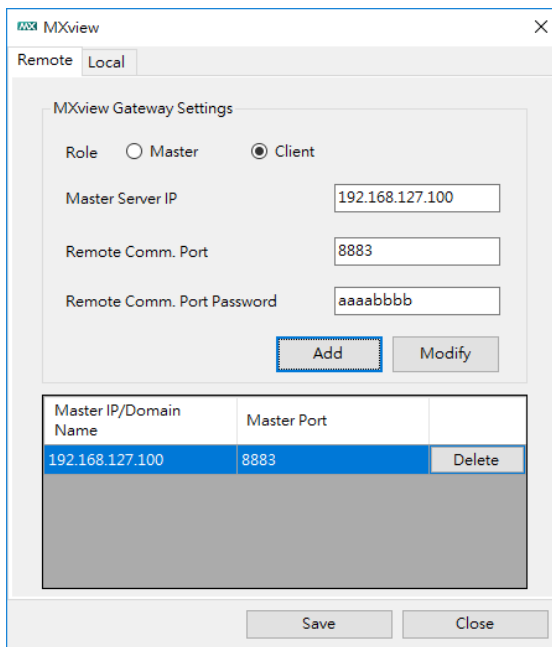 MXview
Remote Local
MXview Gateway Settings
Role Master Client
Master Server IP 192.168.127.100
Remote Comm. Port 8883
Remote Comm. Port Password aaaabbbb
Add Modify
Master IP/Domain
Name
Master Port
192.168.127.100 8883 Delete
Save Close